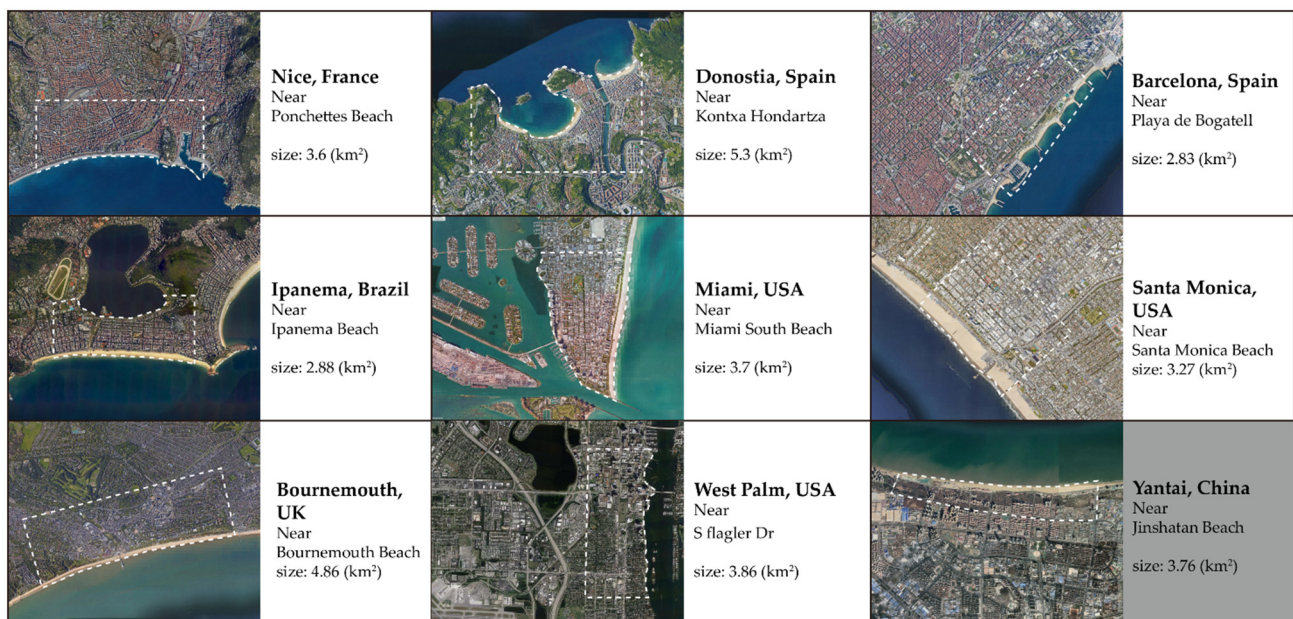 Nice, France
Near
Ponchettes Beach
size: 3.6 (km²)
Donostia, Spain
Near
Kontxa Hondartza
size: 5.3 (km²)
Barcelona, Spain
Near
Playa de Bogatell
size: 2.83 (km²)
Ipanema, Brazil
Near
Ipanema Beach
size: 2.88 (km²)
Miami, USA
Near
Miami South Beach
size: 3.7 (km²)
Santa Monica,
USA
Near
Santa Monica Beach
size: 3.27 (km²)
Bournemouth,
UK
Near
Bournemouth Beach
size: 4.86 (km²)
West Palm, USA
Near
S flagler Dr
size: 3.86 (km²)
Yantai, China
Near
Jinshatan Beach
size: 3.76 (km²)